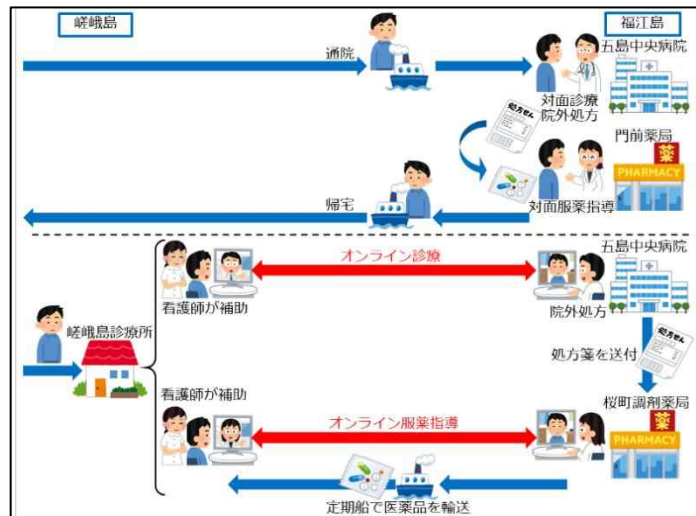 嵯峨島
福江島
通院
五島中央病院
対面診療
院外処方
処方せん
門前薬局
薬
PHARMACY
対面服薬指導
帰宅
オンライン診療
五島中央病院
看護師が補助
院外処方
嵯峨島診療所
処方箋を送付
看護師が補助
オンライン服薬指導
桜町調剤薬局
薬
PHARMACY
定期船で医薬品を輸送